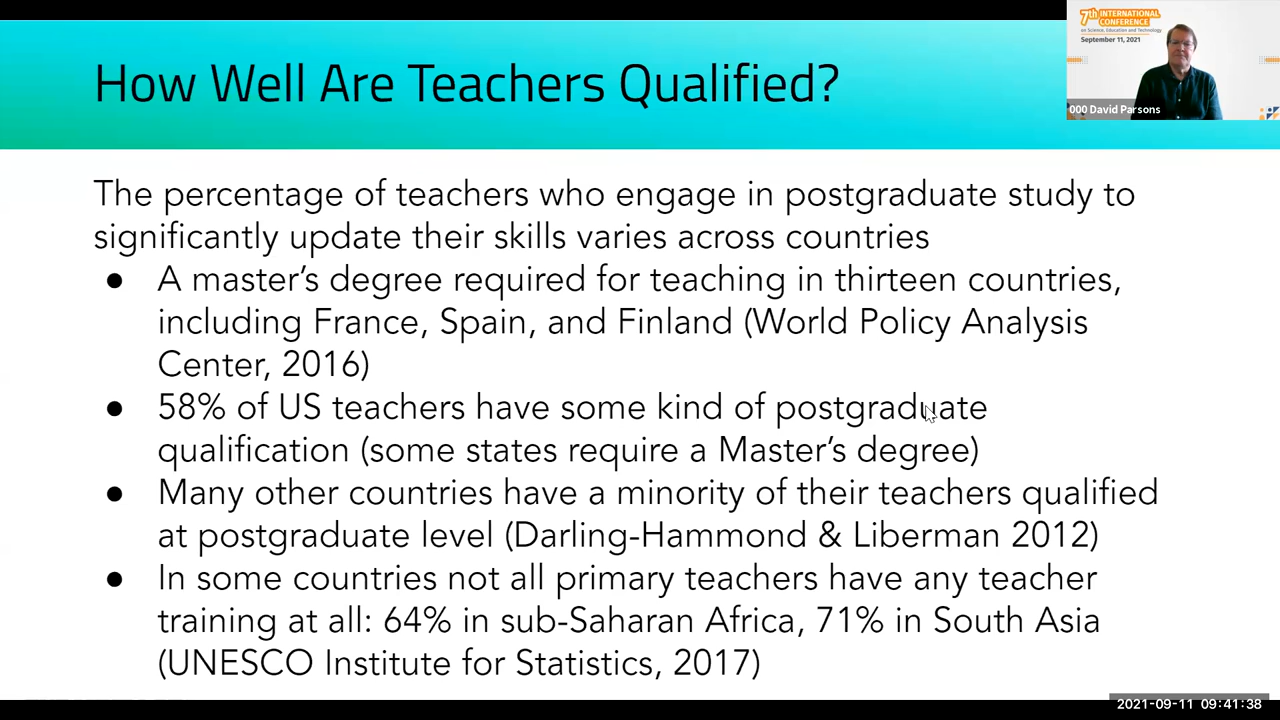 How Well Are Teachers Qualified?
7th INTERNATIONAL
CONFERENCE
on Science, Education and Technology
September 11, 2021
000 David Parsons
The percentage of teachers who engage in postgraduate study to
significantly update their skills varies across countries
● A master's degree required for teaching in thirteen countries,
including France, Spain, and Finland (World Policy Analysis
Center, 2016)
● 58% of US teachers have some kind of postgraduate
qualification (some states require a Master's degree)
● Many other countries have a minority of their teachers qualified
at postgraduate level (Darling-Hammond & Liberman 2012)
● In some countries not all primary teachers have any teacher
training at all: 64% in sub-Saharan Africa, 71% in South Asia
(UNESCO Institute for Statistics, 2017)
2021-09-11 09:41:38